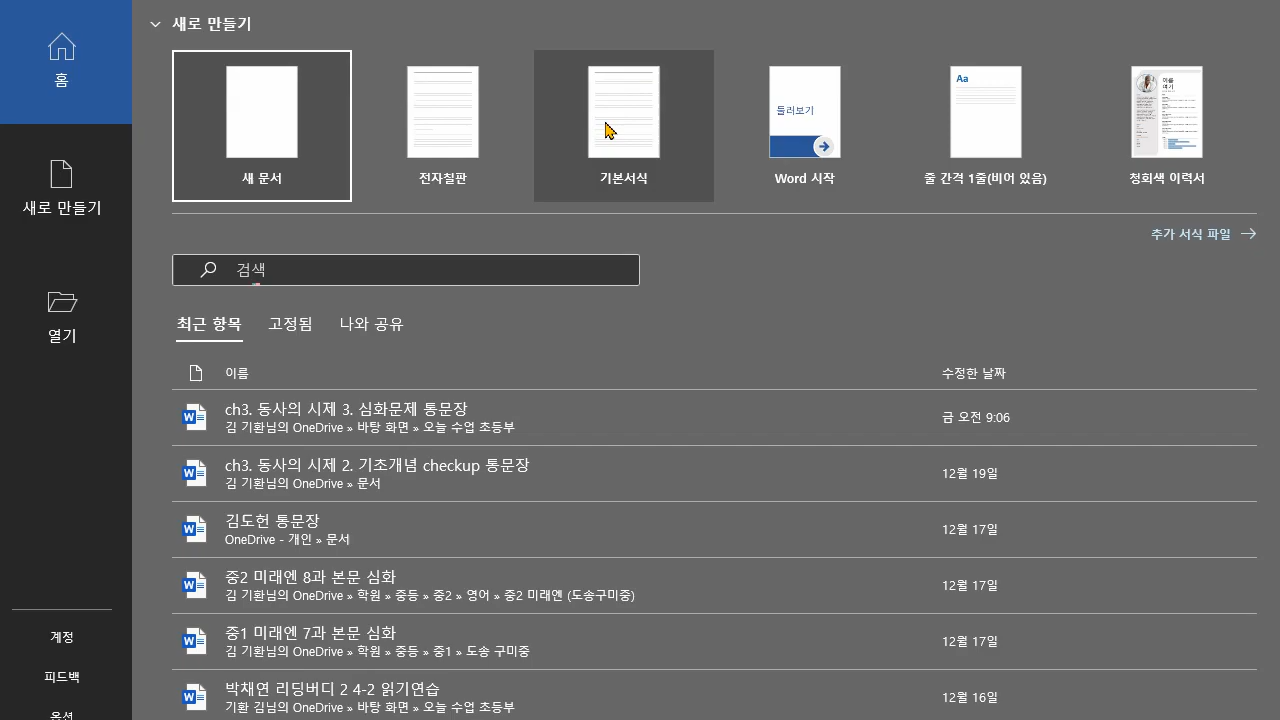 새로 만들기
홈
새로 만들기
열기
계정
피드백
옵션
새 문서
전자칠판
기본서식
둘러보기
Word 시작
Aa
줄 간격 1줄(비어 있음)
이름
여기
청회색 이력서
추가 서식 파일
검색
최근 항목 고정됨 나와 공유
이름 수정한 날짜
ch3. 동사의 시제 3. 심화문제 통문장
김 기환님의 OneDrive » 바탕 화면 » 오늘 수업 초등부
금 오전 9:06
ch3. 동사의 시제 2. 기초개념 checkup 통문장
김 기환님의 OneDrive » 문서
12월 19일
김도헌 통문장
OneDrive - 개인 » 문서
12월 17일
중2 미래엔 8과 본문 심화
김 기환님의 OneDrive » 학원 » 중등 » 중2 » 영어 » 중2 미래엔 (도송구미중)
12월 17일
중1 미래엔 7과 본문 심화
김 기환님의 OneDrive » 학원 » 중등 » 중1 » 도송 구미중
12월 17일
박채연 리딩버디 2 4-2 읽기연습
기환 김님의 OneDrive » 바탕 화면 » 오늘 수업 초등부
12월 16일